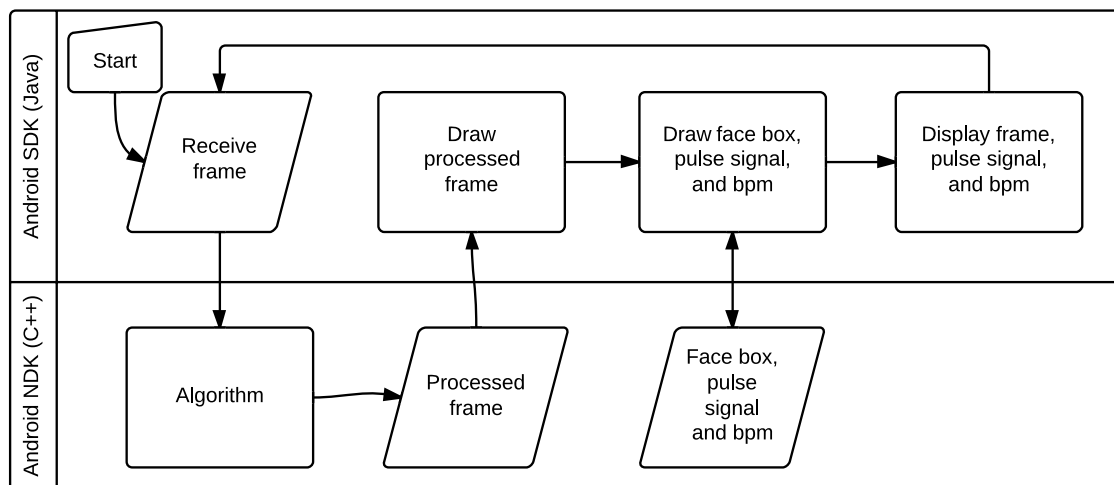 Android SDK (Java)
Start
Receive
frame
Draw
processed
frame
Draw face box,
pulse signal,
and bpm
Display frame,
pulse signal,
and bpm
Android NDK (C++)
Algorithm
Processed
frame
Face box,
pulse
signal
and bpm